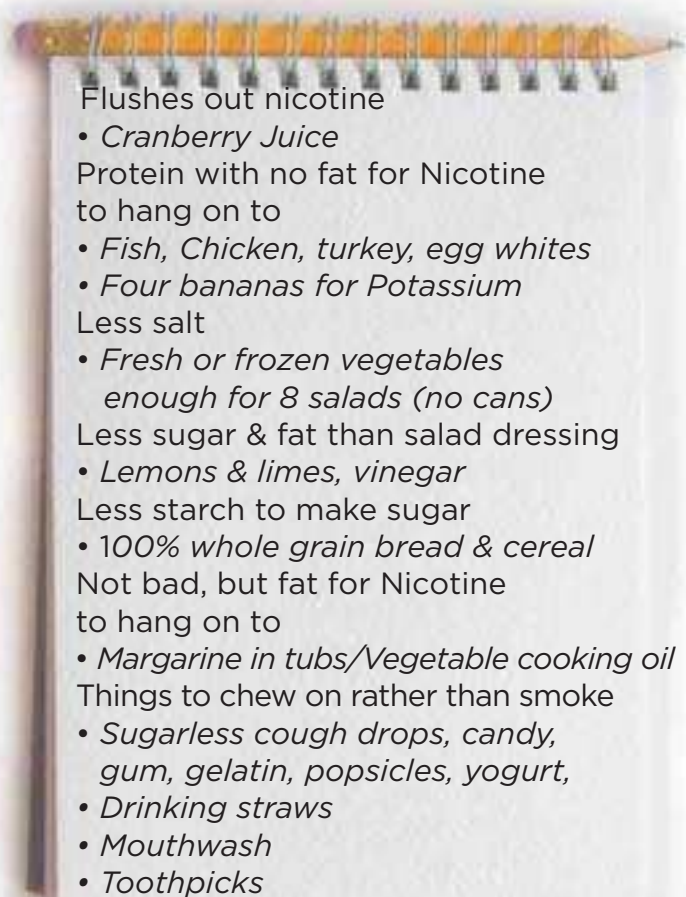 Flushes out nicotine
• Cranberry Juice
Protein with no fat for Nicotine
to hang on to
• Fish, Chicken, turkey, egg whites
• Four bananas for Potassium
Less salt
• Fresh or frozen vegetables
enough for 8 salads (no cans)
Less sugar & fat than salad dressing
• Lemons & limes, vinegar
Less starch to make sugar
• 100% whole grain bread & cereal
Not bad, but fat for Nicotine
to hang on to
• Margarine in tubs/Vegetable cooking oil
Things to chew on rather than smoke
• Sugarless cough drops, candy,
gum, gelatin, popsicles, yogurt,
• Drinking straws
• Mouthwash
• Toothpicks